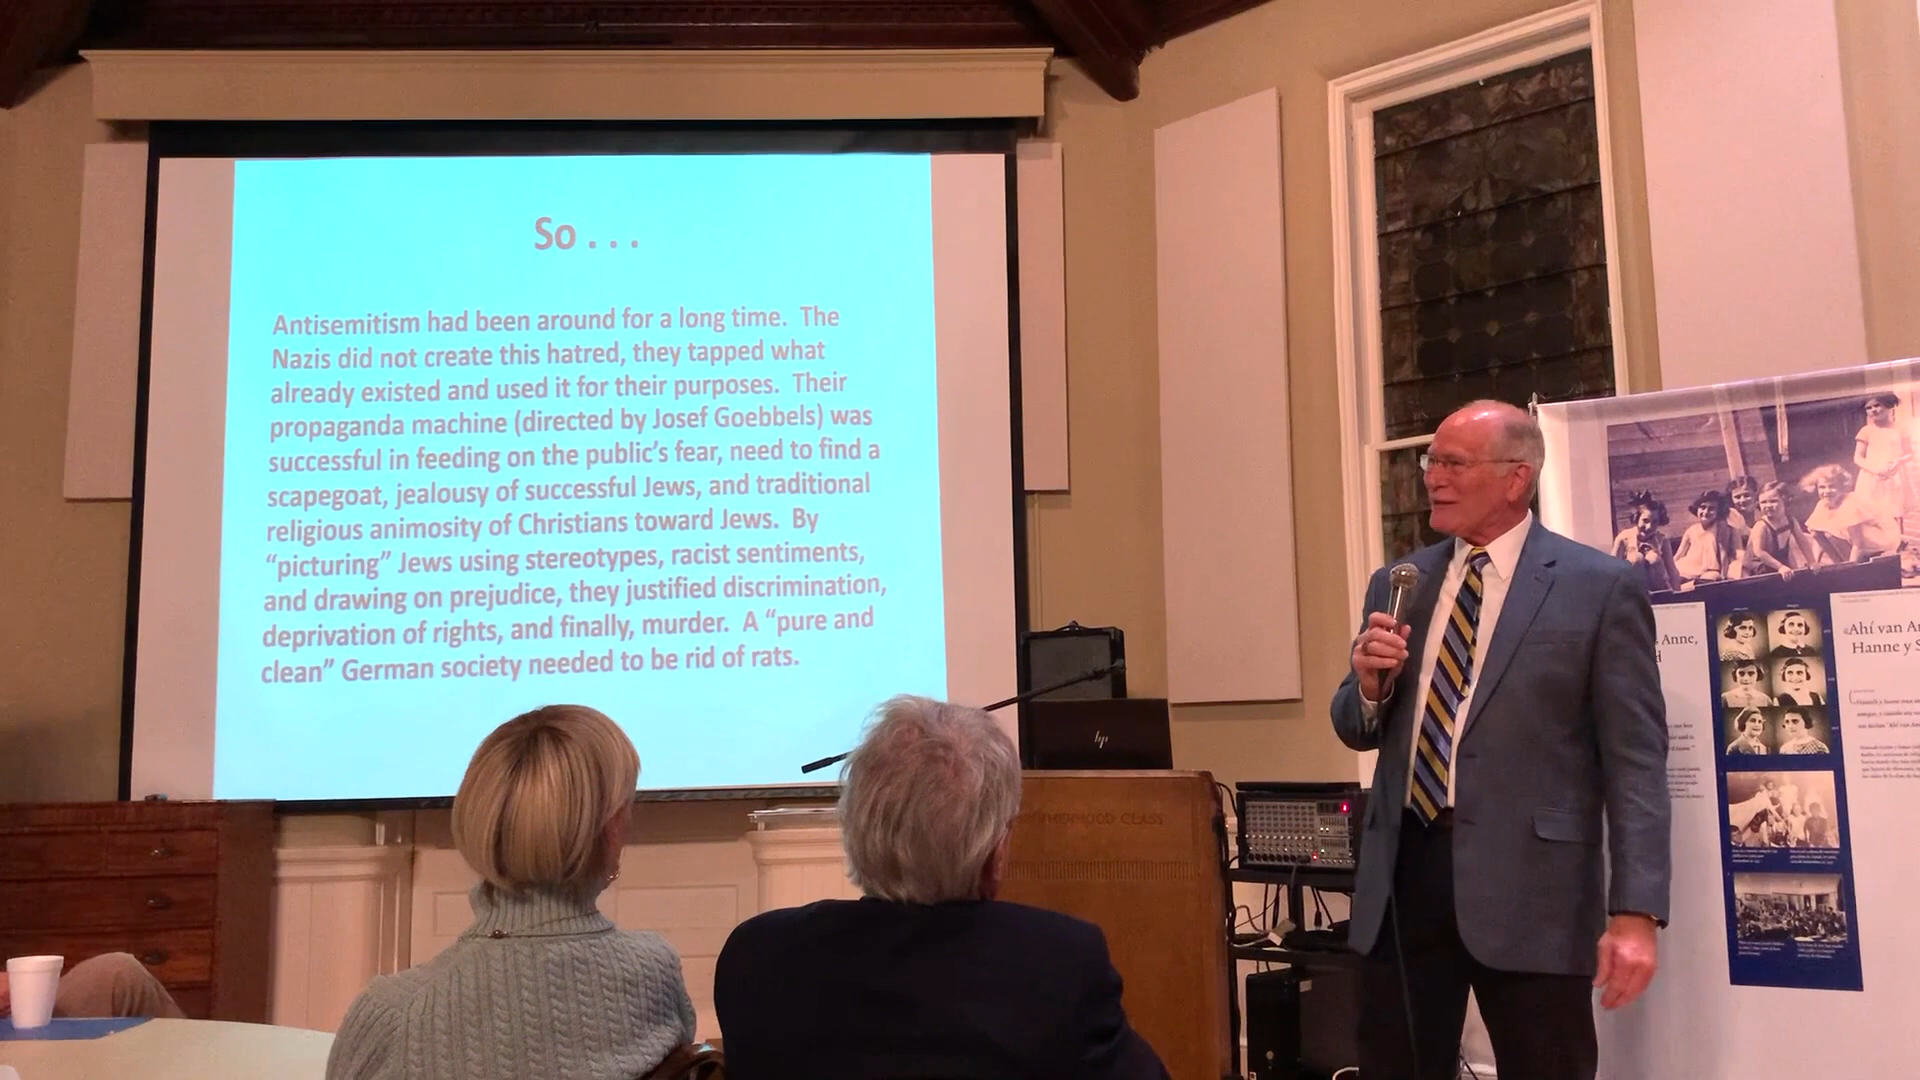 So . . .
Antisemitism had been around for a long time. The
Nazis did not create this hatred, they tapped what
already existed and used it for their purposes. Their
propaganda machine (directed by Josef Goebbels) was
successful in feeding on the public's fear, need to find a
scapegoat, jealousy of successful Jews, and traditional
religious animosity of Christians toward Jews. By
“picturing” Jews using stereotypes, racist sentiments,
and drawing on prejudice, they justified discrimination,
deprivation of rights, and finally, murder. A “pure and
clean” German society needed to be rid of rats.
hp
CLASS
Anne,
«Ahí van
Hanne y